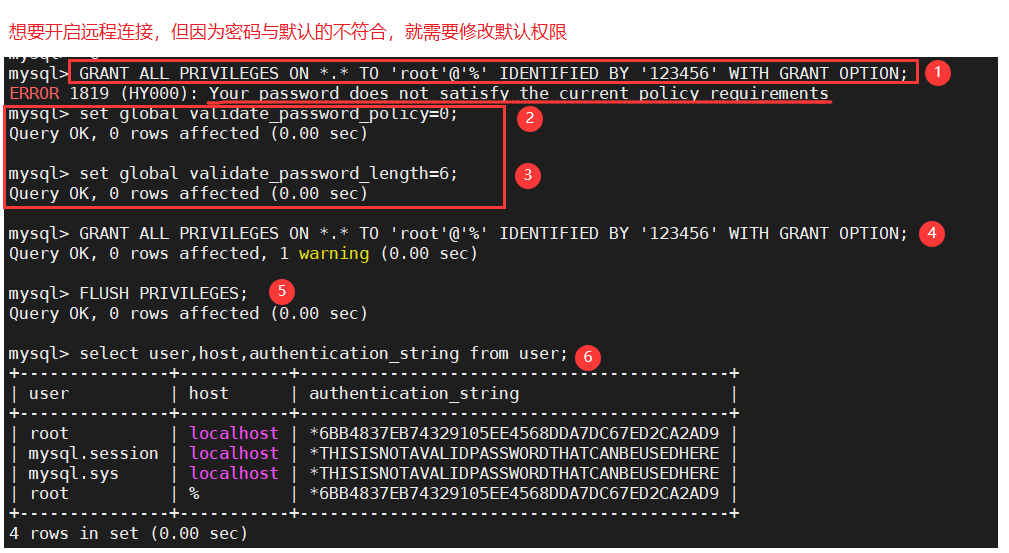 想要开启远程连接，但因为密码与默认的不符合，就需要修改默认权限
mysql> GRANT ALL PRIVILEGES ON *.* TO 'root'@'%' IDENTIFIED BY '123456' WITH GRANT OPTION; 1
ERROR 1819 (HY000): Your password does not satisfy the current policy requirements
mysql> set global validate_password_policy=0; 2
Query OK, 0 rows affected (0.00 sec)
mysql> set global validate_password_length=6; 3
Query OK, 0 rows affected (0.00 sec)
mysql> GRANT ALL PRIVILEGES ON *.* TO 'root'@'%' IDENTIFIED BY '123456' WITH GRANT OPTION; 4
Query OK, 0 rows affected, 1 warning (0.00 sec)
mysql> FLUSH PRIVILEGES; 5
Query OK, 0 rows affected (0.00 sec)
mysql> select user,host,authentication_string from user; 6
+---------------+-----------+-------------------------------------------+
| user          | host      | authentication_string                     |
+---------------+-----------+-------------------------------------------+
| root          | localhost | *6BB4837EB74329105EE4568DDA7DC67ED2CA2AD9 |
| mysql.session | localhost | *THISISNOTAVALIDPASSWORDTHATCANBEUSEDHERE |
| mysql.sys     | localhost | *THISISNOTAVALIDPASSWORDTHATCANBEUSEDHERE |
| root          | %         | *6BB4837EB74329105EE4568DDA7DC67ED2CA2AD9 |
+---------------+-----------+-------------------------------------------+
4 rows in set (0.00 sec)